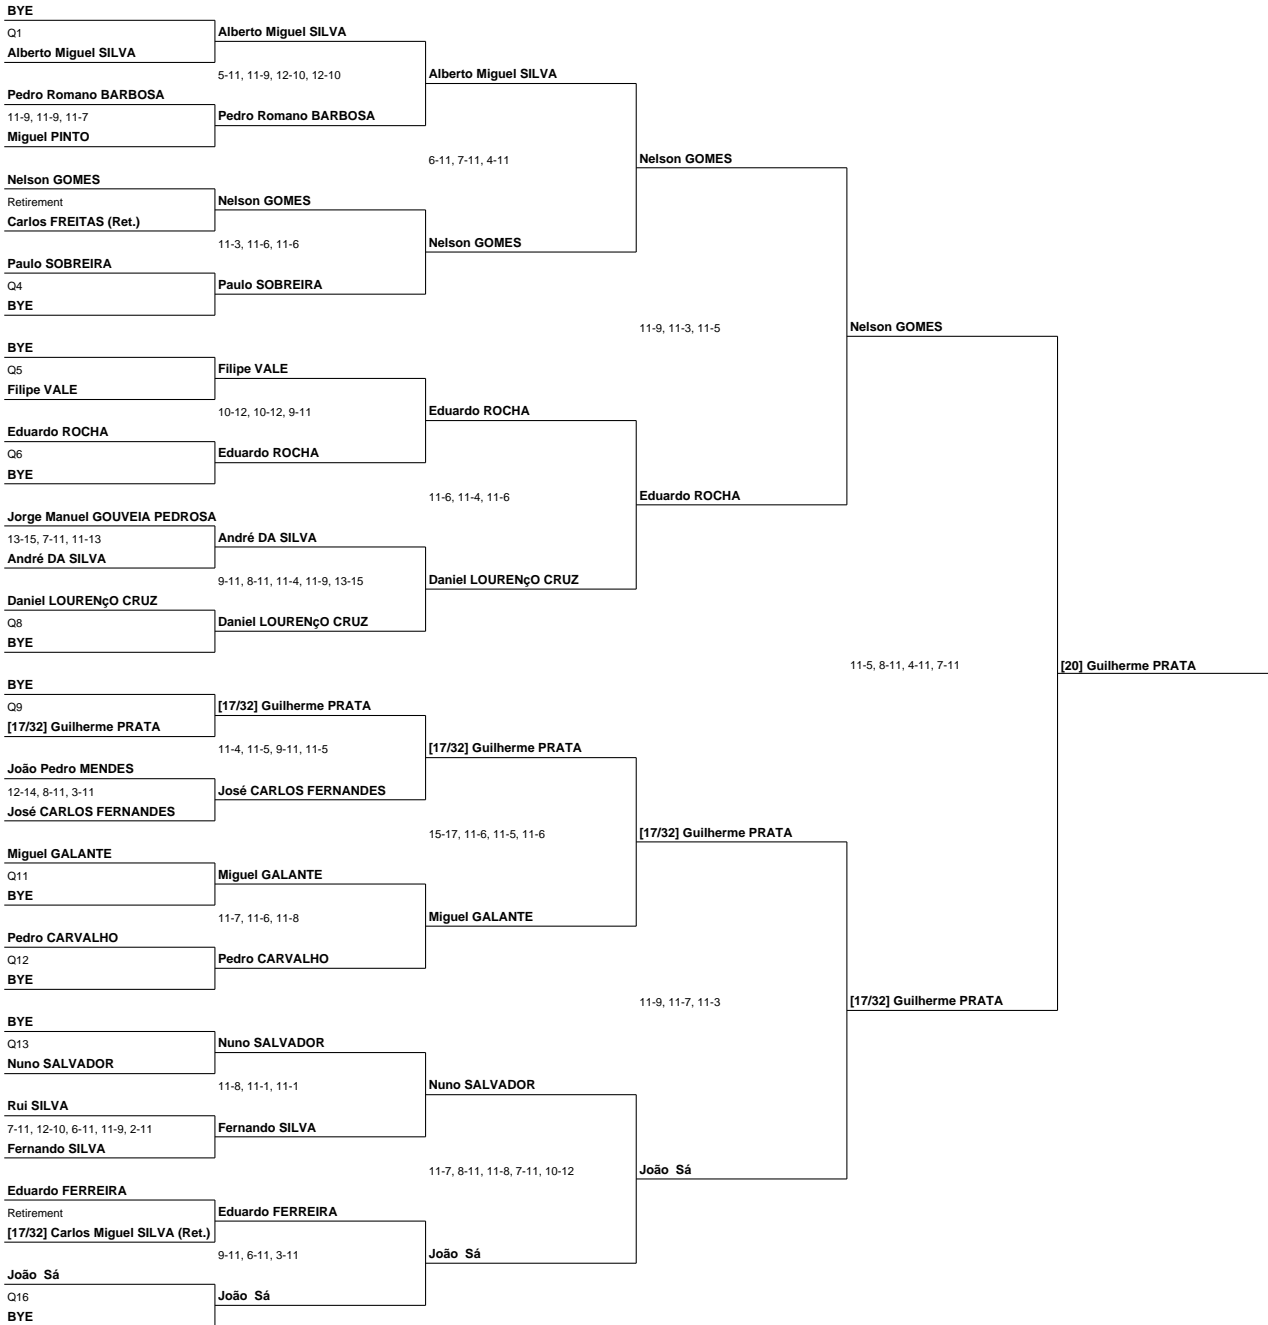 BYE
Q1
Alberto Miguel SILVA
Pedro Romano BARBOSA
11-9, 11-9, 11-7
Miguel PINTO
Nelson GOMES
Retirement
Carlos FREITAS (Ret.)
Paulo SOBREIRA
Q4
BYE
BYE
Q5
Filipe VALE
Eduardo ROCHA
Q6
BYE
Jorge Manuel GOUVEIA PEDROSA
13-15, 7-11, 11-13
André DA SILVA
Daniel LOURENçO CRUZ
Q8
BYE
BYE
Q9
[17/32] Guilherme PRATA
João Pedro MENDES
12-14, 8-11, 3-11
José CARLOS FERNANDES
Miguel GALANTE
Q11
BYE
Pedro CARVALHO
Q12
BYE
BYE
Q13
Nuno SALVADOR
Rui SILVA
7-11, 12-10, 6-11, 11-9, 2-11
Fernando SILVA
Eduardo FERREIRA
Retirement
[17/32] Carlos Miguel SILVA (Ret.)
João  Sá
Q16
BYE
Alberto Miguel SILVA
5-11, 11-9, 12-10, 12-10
Pedro Romano BARBOSA
Nelson GOMES
11-3, 11-6, 11-6
Paulo SOBREIRA
Filipe VALE
10-12, 10-12, 9-11
Eduardo ROCHA
André DA SILVA
9-11, 8-11, 11-4, 11-9, 13-15
Daniel LOURENçO CRUZ
[17/32] Guilherme PRATA
11-4, 11-5, 9-11, 11-5
José CARLOS FERNANDES
Miguel GALANTE
11-7, 11-6, 11-8
Pedro CARVALHO
Nuno SALVADOR
11-8, 11-1, 11-1
Fernando SILVA
Eduardo FERREIRA
9-11, 6-11, 3-11
João  Sá
Alberto Miguel SILVA
6-11, 7-11, 4-11
Nelson GOMES
Eduardo ROCHA
11-6, 11-4, 11-6
Daniel LOURENçO CRUZ
[17/32] Guilherme PRATA
15-17, 11-6, 11-5, 11-6
Miguel GALANTE
Nuno SALVADOR
11-7, 8-11, 11-8, 7-11, 10-12
João  Sá
Nelson GOMES
11-9, 11-3, 11-5
Eduardo ROCHA
[17/32] Guilherme PRATA
11-9, 11-7, 11-3
João  Sá
Nelson GOMES
11-5, 8-11, 4-11, 7-11
[17/32] Guilherme PRATA
[20] Guilherme PRATA